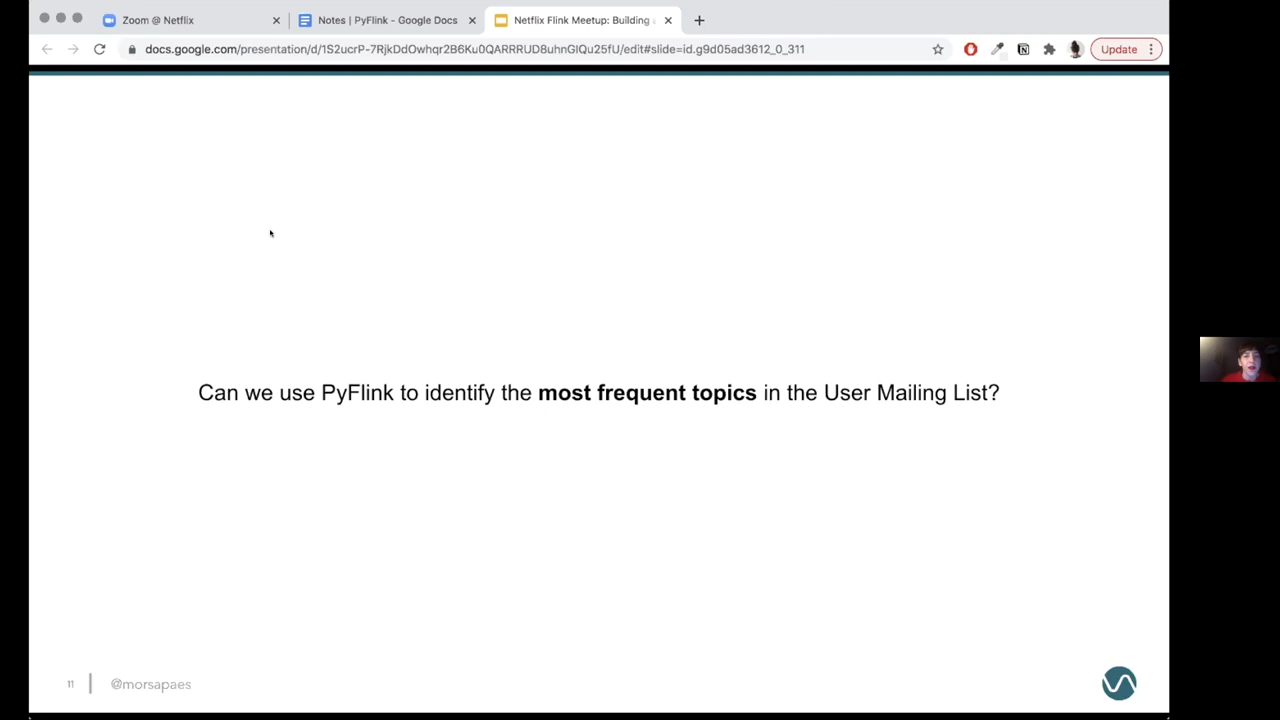 Zoom @ Netflix
Notes | PyFlink - Google Docs
Netflix Flink Meetup: Building
docs.google.com/presentation/d/1S2ucrP-7RjkDdOwhqr2B6Ku0QARRRUD8uhnGlQu25fU/edit#slide=id.g9d05ad3612_0_311
Update
Can we use PyFlink to identify the most frequent topics in the User Mailing List?
11
@morsapaes